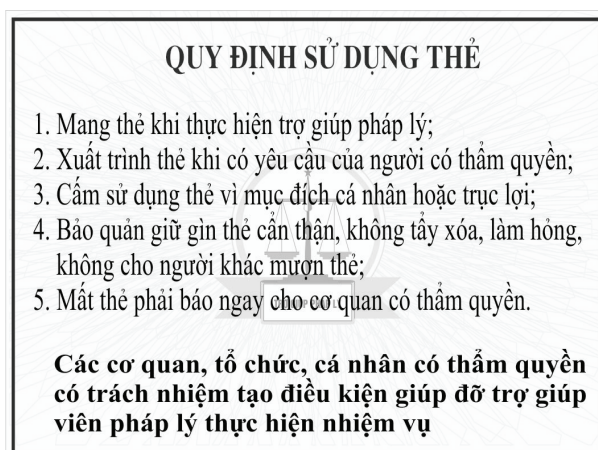 QUY ĐỊNH SỬ DỤNG THẺ
1. Mang thẻ khi thực hiện trợ giúp pháp lý;
2. Xuất trình thẻ khi có yêu cầu của người có thẩm quyền;
3. Cấm sử dụng thẻ vì mục đích cá nhân hoặc trục lợi;
4. Bảo quản giữ gìn thẻ cẩn thận, không tẩy xóa, làm hỏng,
không cho người khác mượn thẻ;
5. Mất thẻ phải báo ngay cho cơ quan có thẩm quyền.
Các cơ quan, tổ chức, cá nhân có thẩm quyền
có trách nhiệm tạo điều kiện giúp đỡ trợ giúp
viên pháp lý thực hiện nhiệm vụ